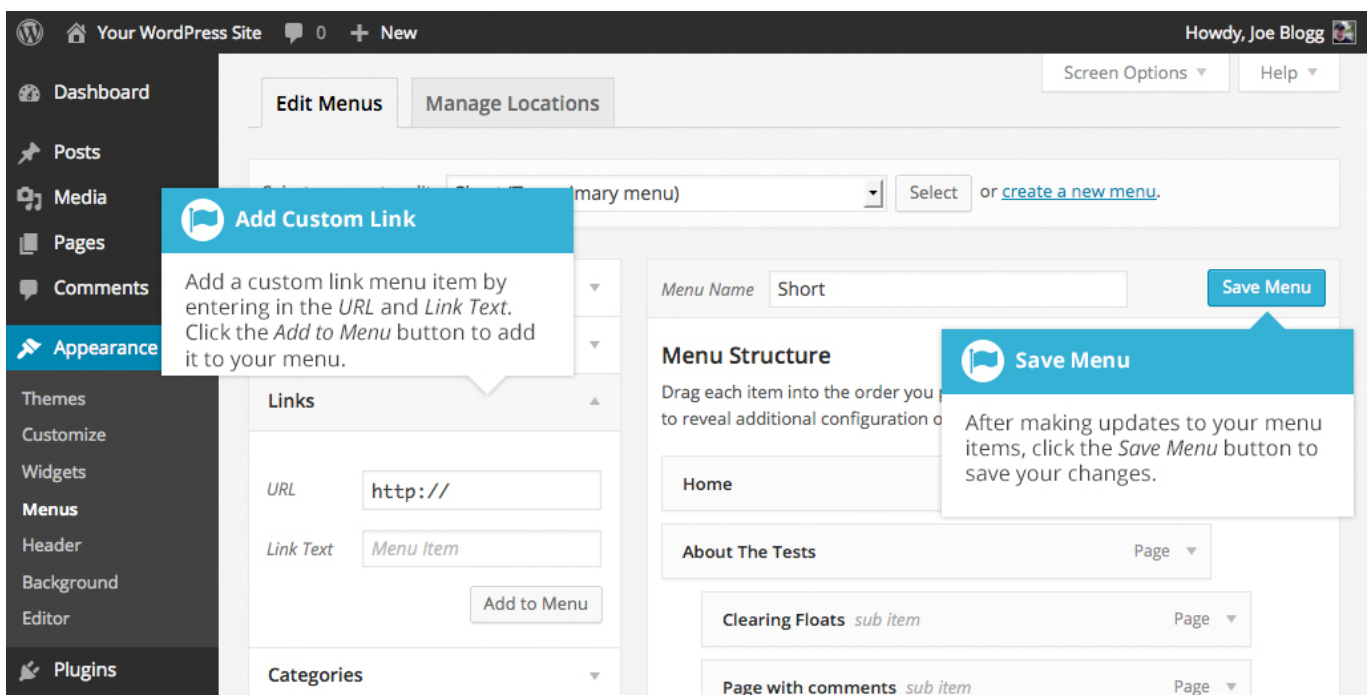 Your WordPress Site 0 + New Howdy, Joe Blogg
Screen Options Help
Dashboard
Posts
Media
Pages
Comments
Appearance
Themes
Customize
Widgets
Menus
Header
Background
Editor
Plugins
Edit Menus Manage Locations
mary menu) Select or create a new menu.
Add Custom Link
Add a custom link menu item by
entering in the URL and Link Text.
Click the Add to Menu button to add
it to your menu.
Links
URL http://
Link Text Menu Item
Add to Menu
Categories
Menu Name Short Save Menu
Menu Structure
Drag each item into the order you
to reveal additional configuration
Save Menu
After making updates to your menu
items, click the Save Menu button to
save your changes.
Home
About The Tests Page
Clearing Floats sub item Page
Page with comments sub item Page